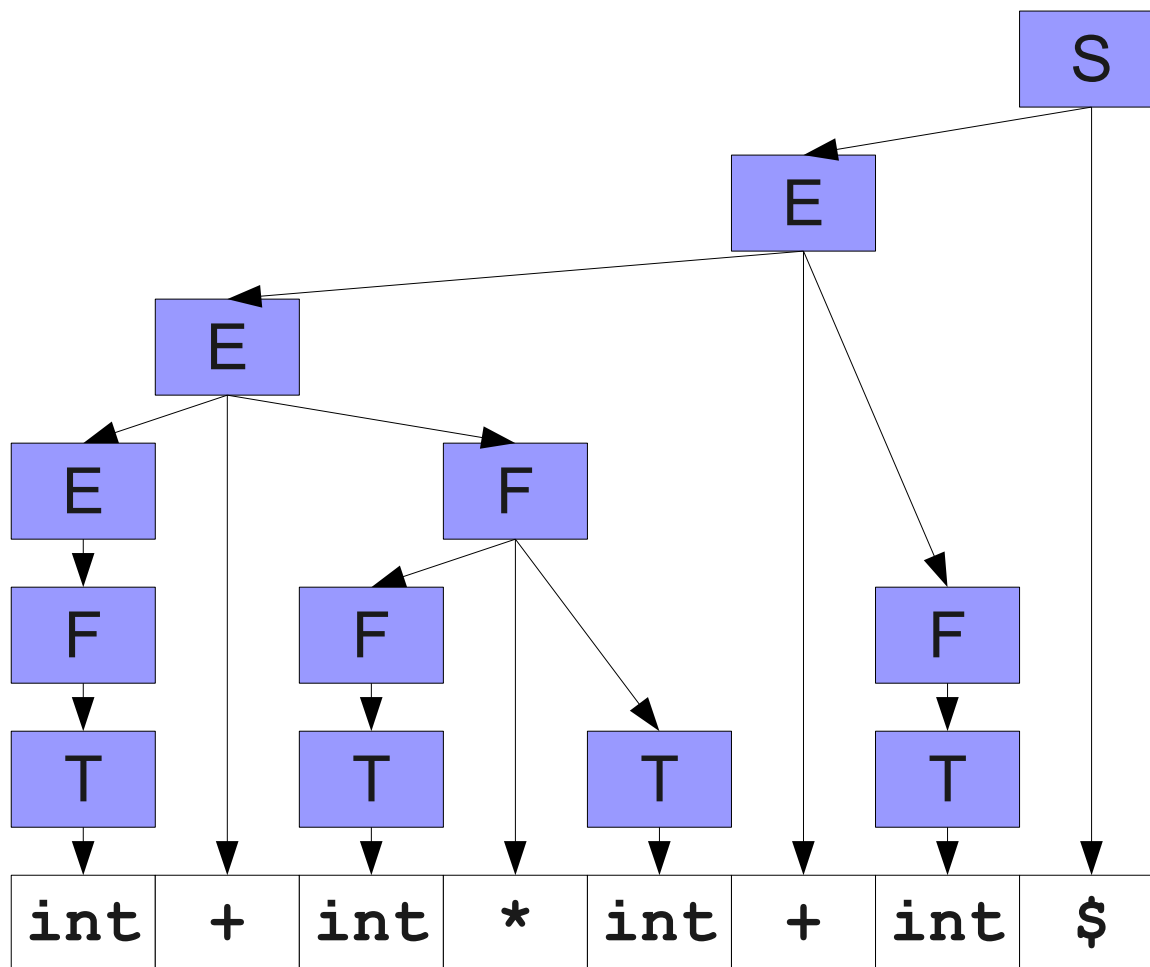 S
E
E
E F
F F F
T T T T
int + int * int + int $